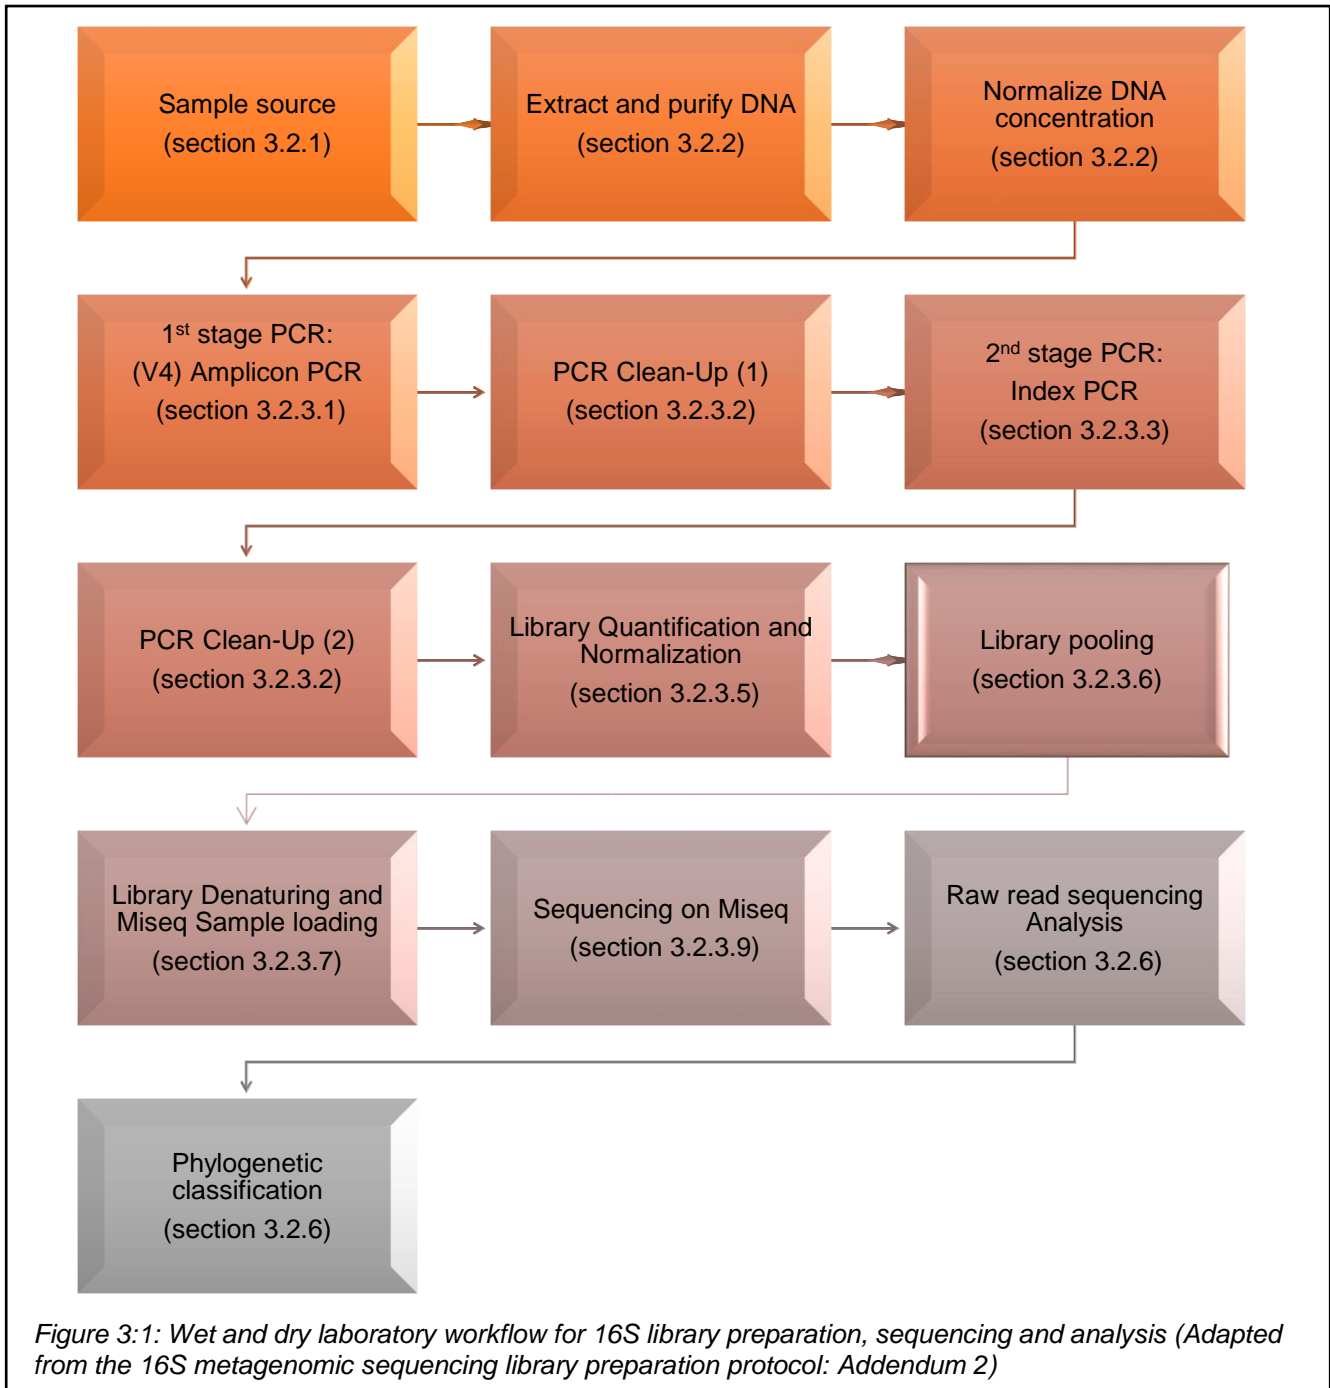 Sample source
(section 3.2.1)
Extract and purify DNA
(section 3.2.2)
Normalize DNA
concentration
(section 3.2.2)
1st stage PCR:
(V4) Amplicon PCR
(section 3.2.3.1)
PCR Clean-Up (1)
(section 3.2.3.2)
2nd stage PCR:
Index PCR
(section 3.2.3.3)
PCR Clean-Up (2)
(section 3.2.3.2)
Library Quantification and
Normalization
(section 3.2.3.5)
Library pooling
(section 3.2.3.6)
Library Denaturing and
Miseq Sample loading
(section 3.2.3.7)
Sequencing on Miseq
(section 3.2.3.9)
Raw read sequencing
Analysis
(section 3.2.6)
Phylogenetic
classification
(section 3.2.6)
Figure 3:1: Wet and dry laboratory workflow for 16S library preparation, sequencing and analysis (Adapted
from the 16S metagenomic sequencing library preparation protocol: Addendum 2)